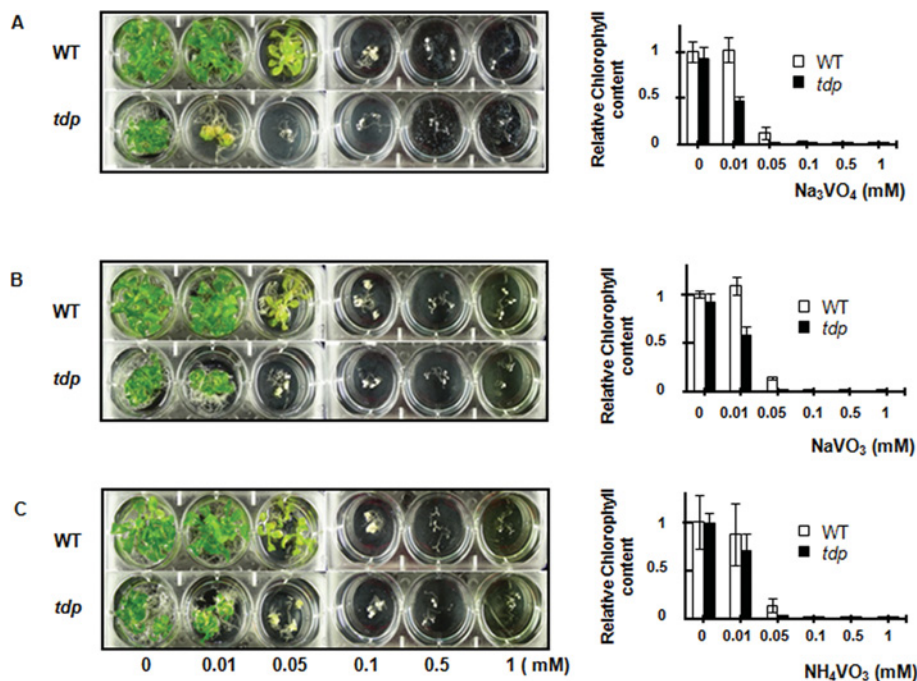 A
WT
tdp
Relative Chlorophyll
content
1
0.5
0
WT
tdp
0 0.01 0.05 0.1 0.5 1
Na₃VO₄ (mM)
B
WT
tdp
Relative Chlorophyll
content
1
0.5
0
WT
tdp
0 0.01 0.05 0.1 0.5 1
NaVO₃ (mM)
C
WT
tdp
0 0.01 0.05 0.1 0.5 1 ( mM)
Relative Chlorophyll
content
1
0.5
0
WT
tdp
0 0.01 0.05 0.1 0.5 1
NH₄VO₃ (mM)